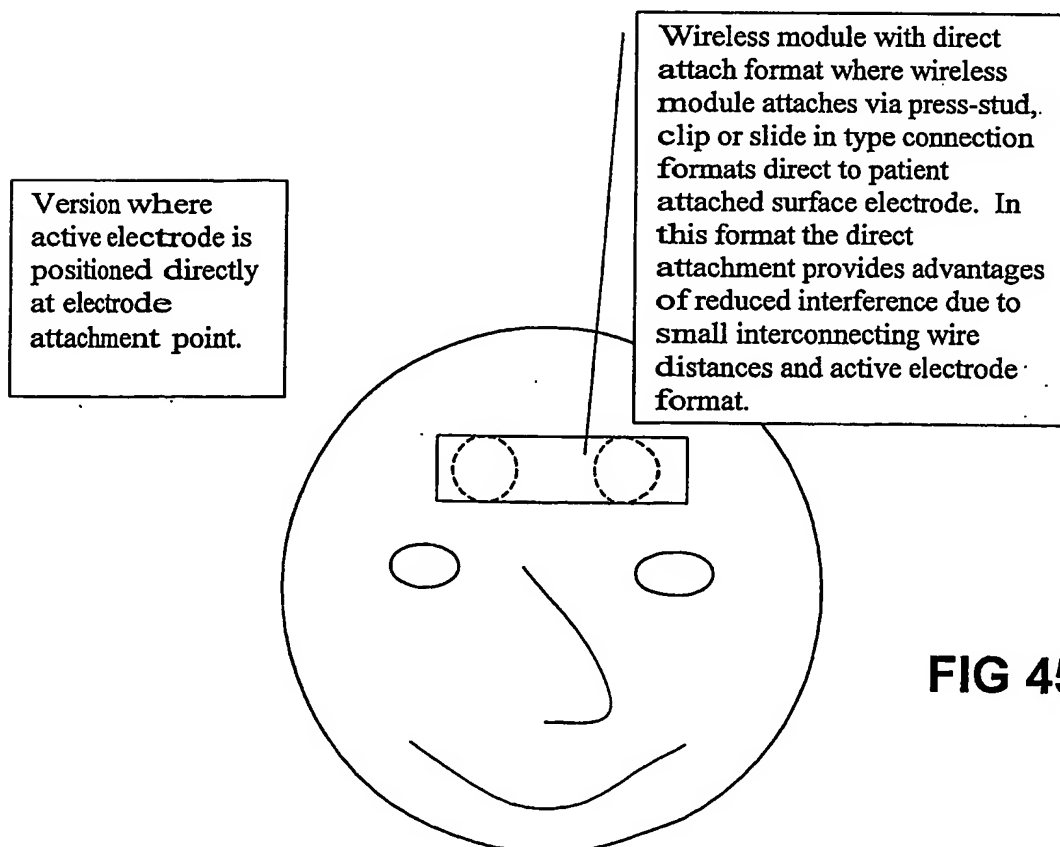 Version where
active electrode is
positioned directly
at electrode
attachment point.
Wireless module with direct
attach format where wireless
module attaches via press-stud,
clip or slide in type connection
formats direct to patient
attached surface electrode. In
this format the direct
attachment provides advantages
of reduced interference due to
small interconnecting wire
distances and active electrode
format.
FIG 45